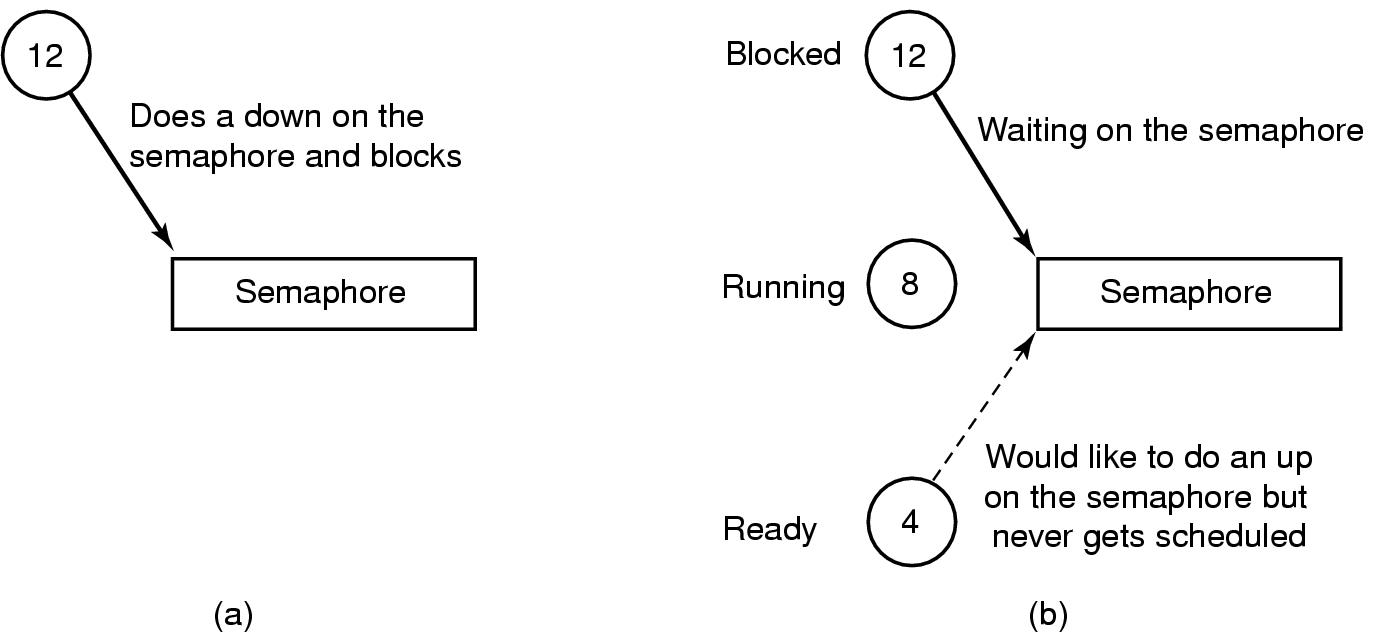 12
Does a down on the
semaphore and blocks
Semaphore
(a)
Blocked
12
Waiting on the semaphore
Running
8
Semaphore
Ready
4
Would like to do an up
on the semaphore but
never gets scheduled
(b)